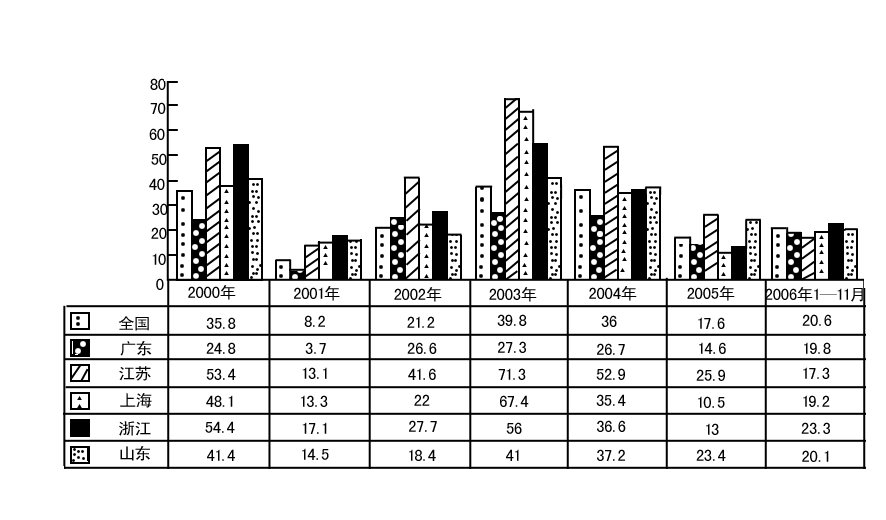 80
70
60
50
40
30
20
10
0
2000年 2001年 2002年 2003年 2004年 2005年 2006年1—11月
全国 35.8 8.2 21.2 39.8 36 17.6 20.6
广东 24.8 3.7 26.6 27.3 26.7 14.6 19.8
江苏 53.4 13.1 41.6 71.3 52.9 25.9 17.3
上海 48.1 13.3 22 67.4 35.4 10.5 19.2
浙江 54.4 17.1 27.7 56 36.6 13 23.3
山东 41.4 14.5 18.4 41 37.2 23.4 20.1